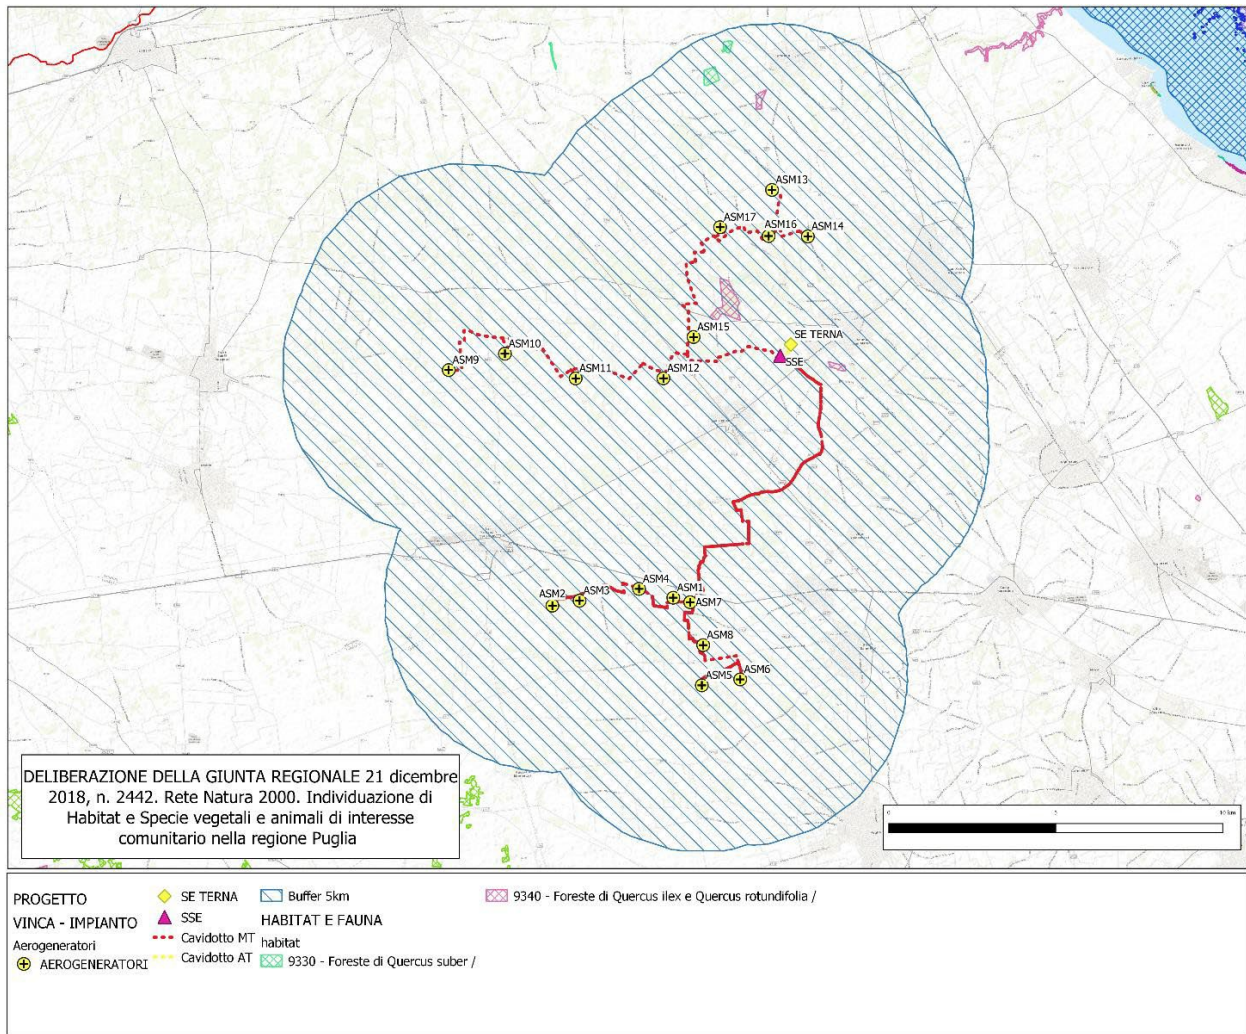 ASM13
ASM17
ASM16
ASM14
ASM15
SE TERNA
SSE
ASM10
ASM9
ASM11
ASM12
ASM4
ASM1
ASM2
ASM3
ASM7
ASM8
ASM5
ASM6
DELIBERAZIONE DELLA GIUNTA REGIONALE 21 dicembre
2018, n. 2442. Rete Natura 2000. Individuazione di
Habitat e Specie vegetali e animali di interesse
comunitario nella regione Puglia
0 5 10 km
PROGETTO
VINCA - IMPIANTO
Aerogeneratori
AEROGENERATORI
SE TERNA
SSE
Cavidotto MT
Cavidotto AT
Buffer 5km
HABITAT E FAUNA
habitat
9330 - Foreste di Quercus suber /
9340 - Foreste di Quercus ilex e Quercus rotundifolia /